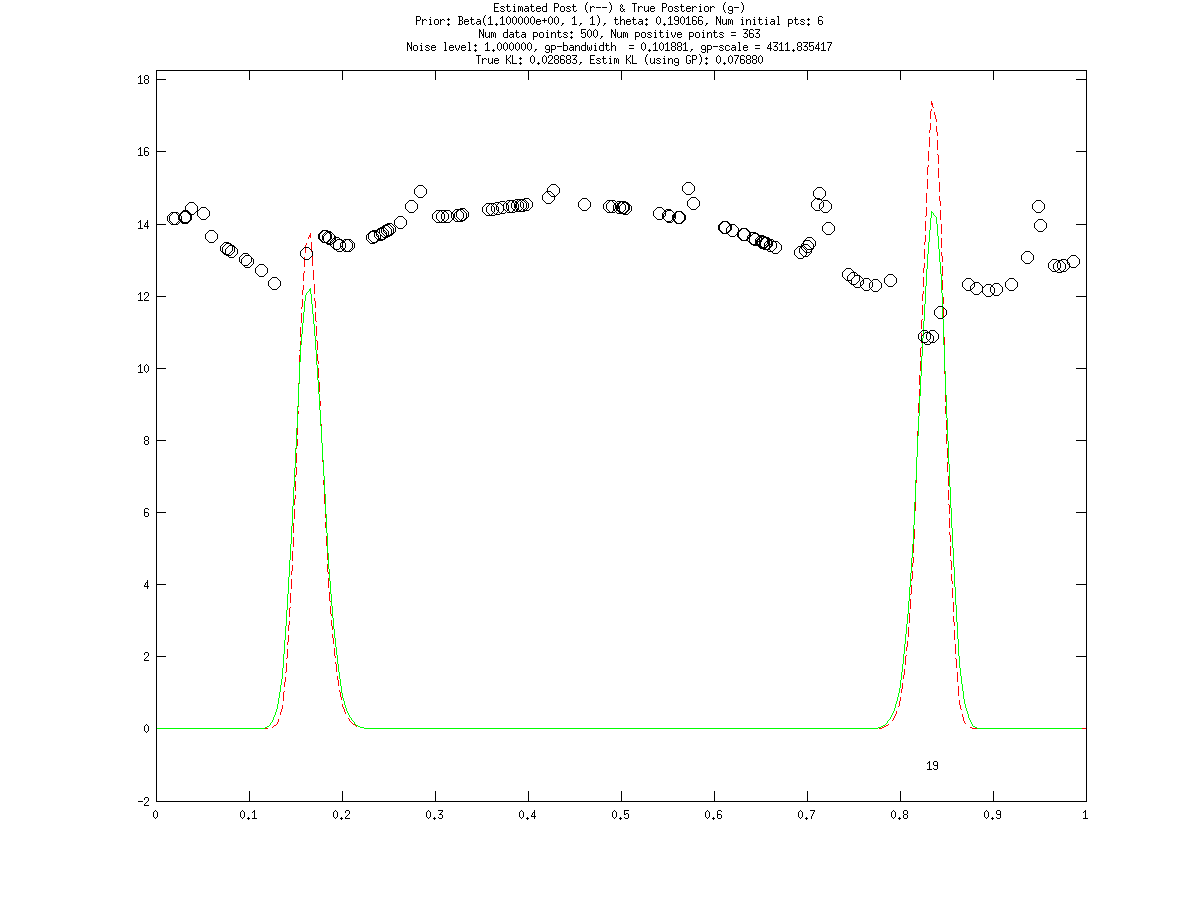 Estimated Post (r--) & True Posterior (g-)
Prior: Beta(1.100000e+00, 1, 1), theta: 0.190166, Num initial pts: 6
Num data points: 500, Num positive points = 363
Noise level: 1.000000, gp-bandwidth  = 0.101881, gp-scale = 4311.835417
True KL: 0.028683, Estim KL (using GP): 0.076880
18
16
14
12
10
8
6
4
2
0
19
-2
0 0.1 0.2 0.3 0.4 0.5 0.6 0.7 0.8 0.9 1